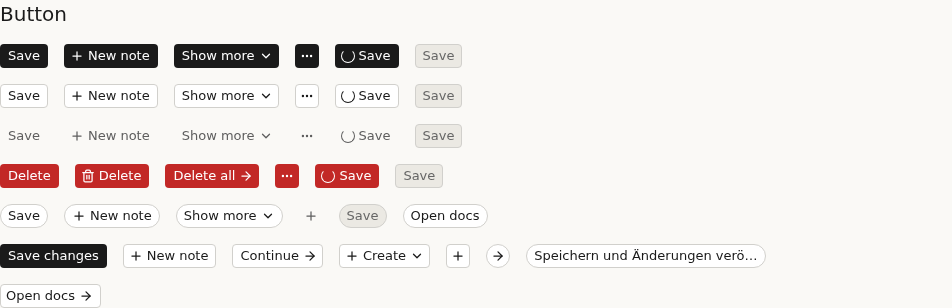 Button
Save New note Show more ... Save Save
Save New note Show more ... Save Save
Save New note Show more ... Save Save
Delete Delete Delete all ... Save Save
Save New note Show more Save Open docs
Save changes New note Continue Create Speichern und Änderungen verö...
Open docs